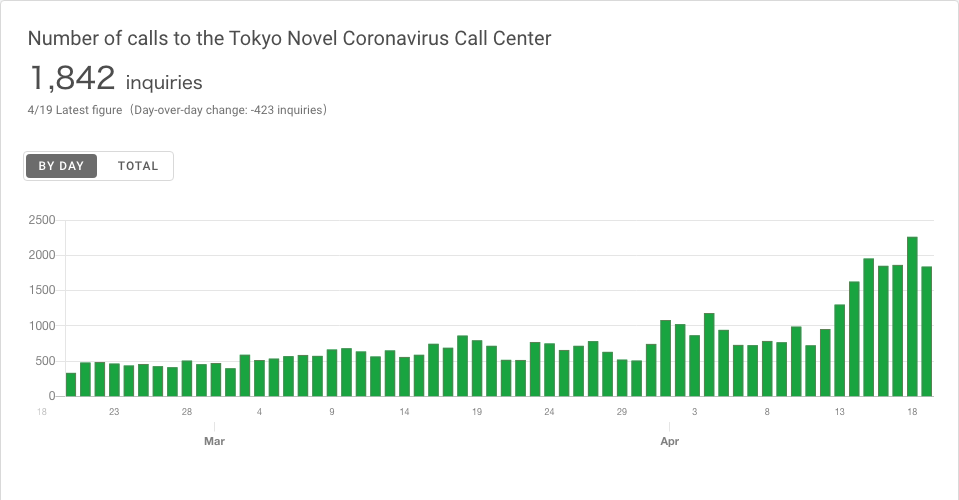 Number of calls to the Tokyo Novel Coronavirus Call Center
1,842 inquiries
4/19 Latest figure（Day-over-day change: -423 inquiries）
BY DAY TOTAL
2500
2000
1500
1000
500
0
18 23 28 4 9 14 19 24 29 3 8 13 18
Mar Apr